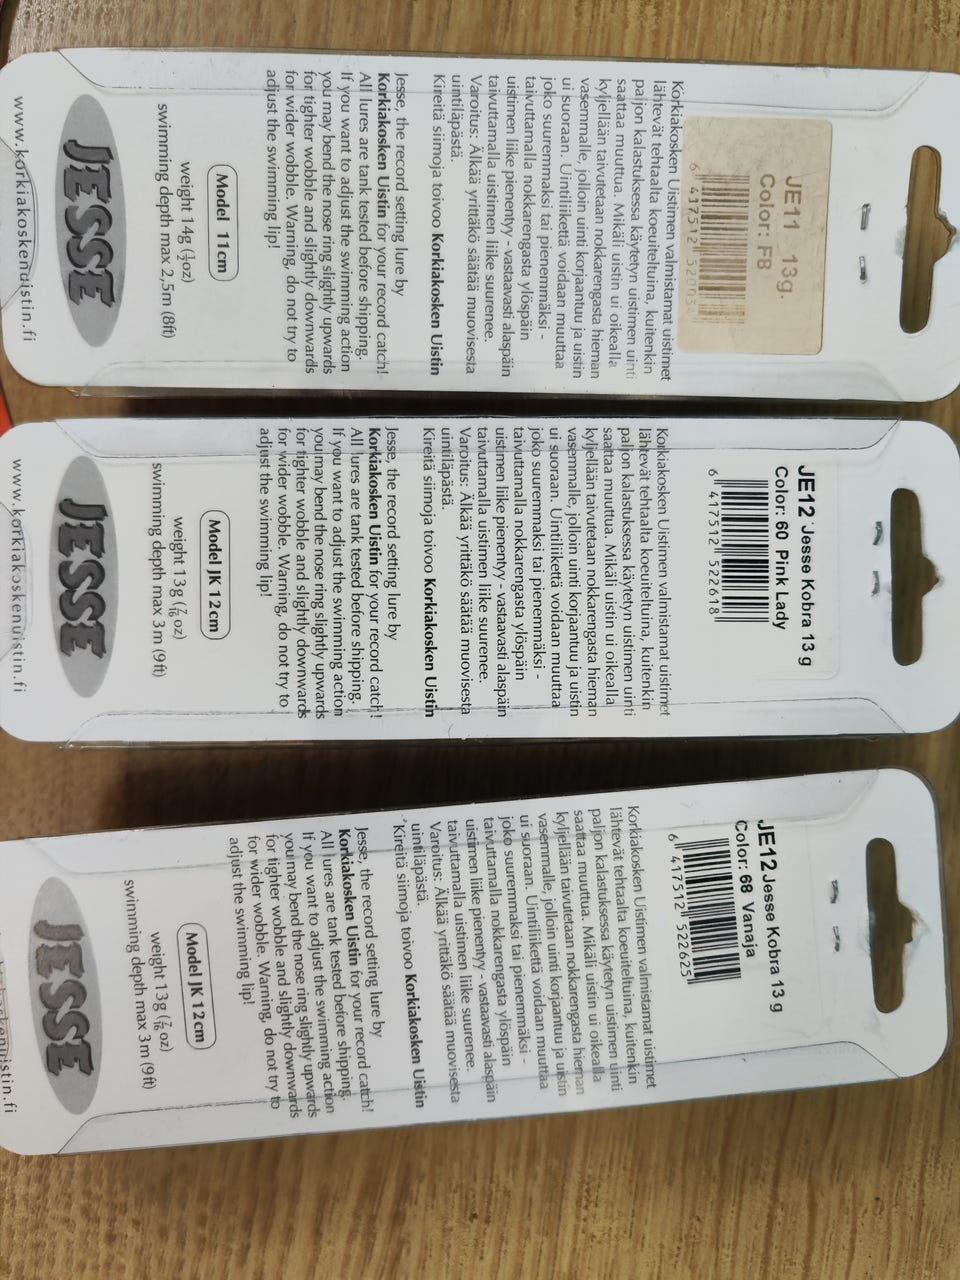 JE11 13g.
Color: F8
Korkiakosken Uistimen valmistamat uistimet
lähtevät tehtaalta koeuiteltuina, kuitenkin
paljon kalastuksessa käytetyn uistimen uinti
saattaa muuttua. Mikäli uistin ui oikealla
kyljellään taivutetaan nokkarengasta hieman
vasemmalle, jolloin uinti korjaantuu ja uistin
ui suoraan. Uintiliikettä voidaan muuttaa
joko suuremmaksi tai pienemmäksi -
taivuttamalla nokkarengasta ylöspäin
uistimen liike pienentyy - vastaavasti alaspäin
taivuttamalla uistimen liike suurenee.
Varoitus: Älkää yrittäkö säätää muovisesta
uintiläpästä.
Kireitä siimoja toivoo Korkiakosken Uistin
Jesse, the record setting lure by
Korkiakosken Uistin for your record catch!
All lures are tank tested before shipping.
If you want to adjust the swimming action
you may bend the nose ring slightly upwards
for tighter wobble and slightly downwards
for wider wobble. Warning, do not try to
adjust the swimming lip!
Model 11cm
weight 14g (½oz)
swimming depth max 2,5m (8ft)
JESSE
www.korkiakoskenuistin.fi
JE12 Jesse Kobra 13 g
Color: 60 Pink Lady
6 417512 522618
Korkiakosken Uistimen valmistamat uistimet
lähtevät tehtaalta koeuiteltuina, kuitenkin
paljon kalastuksessa käytetyn uistimen uinti
saattaa muuttua. Mikäli uistin ui oikealla
kyljellään taivutetaan nokkarengasta hieman
vasemmalle, jolloin uinti korjaantuu ja uistin
ui suoraan. Uintiliikettä voidaan muuttaa
joko suuremmaksi tai pienemmäksi -
taivuttamalla nokkarengasta ylöspäin
uistimen liike pienentyy - vastaavasti alaspäin
taivuttamalla uistimen liike suurenee.
Varoitus: Älkää yrittäkö säätää muovisesta
uintiläpästä.
Kireitä siimoja toivoo Korkiakosken Uistin
Jesse, the record setting lure by
Korkiakosken Uistin for your record catch!
All lures are tank tested before shipping.
If you want to adjust the swimming action
you may bend the nose ring slightly upwards
for tighter wobble and slightly downwards
for wider wobble. Warning, do not try to
adjust the swimming lip!
Model JK 12cm
weight 13g (7/16 oz)
swimming depth max 3m (9ft)
JESSE
www.korkiakoskenuistin.fi
JE12 Jesse Kobra 13 g
Color: 68 Vanaja
6 417512 522625
Korkiakosken Uistimen valmistamat uistimet
lähtevät tehtaalta koeuiteltuina, kuitenkin
paljon kalastuksessa käytetyn uistimen uinti
saattaa muuttua. Mikäli uistin ui oikealla
kyljellään taivutetaan nokkarengasta hieman
vasemmalle, jolloin uinti korjaantuu ja uistin
ui suoraan. Uintiliikettä voidaan muuttaa
joko suuremmaksi tai pienemmäksi -
taivuttamalla nokkarengasta ylöspäin
uistimen liike pienentyy - vastaavasti alaspäin
taivuttamalla uistimen liike suurenee.
Varoitus: Älkää yrittäkö säätää muovisesta
uintiläpästä.
Kireitä siimoja toivoo Korkiakosken Uistin
Jesse, the record setting lure by
Korkiakosken Uistin for your record catch!
All lures are tank tested before shipping.
If you want to adjust the swimming action
you may bend the nose ring slightly upwards
for tighter wobble and slightly downwards
for wider wobble. Warning, do not try to
adjust the swimming lip!
Model JK 12cm
weight 13g (7/16 oz)
swimming depth max 3m (9ft)
JESSE